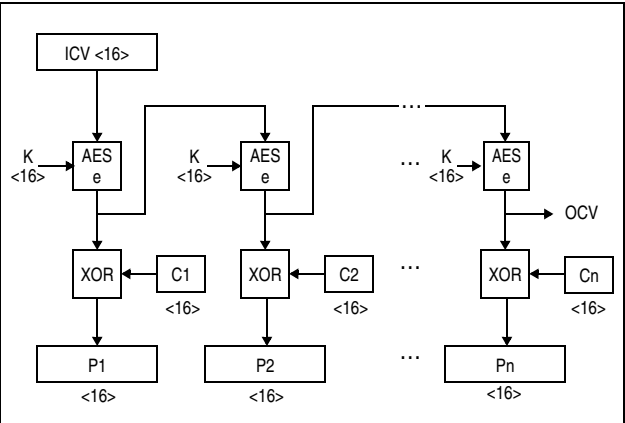 ICV <16>
...
K
<16>
AES
e
K
<16>
AES
e
...
K
<16>
AES
e
OCV
XOR
C1
<16>
XOR
C2
<16>
...
XOR
Cn
<16>
P1
<16>
P2
<16>
...
Pn
<16>